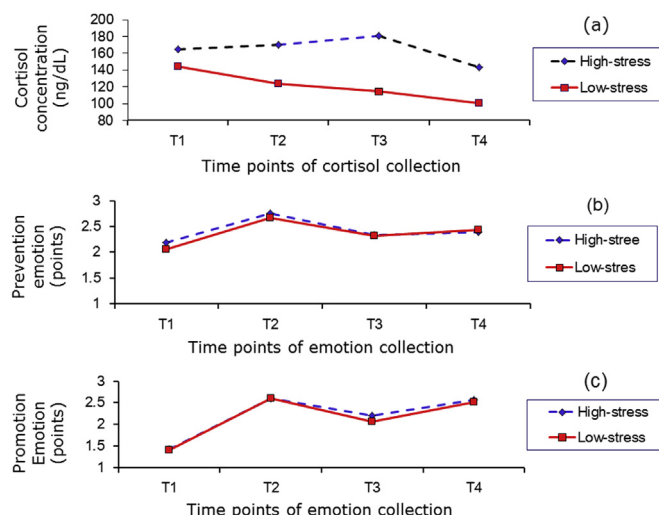 200
180
160
140
120
100
80
Cortisol
concentration
(ng/dL)
T1 T2 T3 T4
Time points of cortisol collection
(a)
High-stress
Low-stress
3
2.5
2
1.5
1
Prevention
emotion
(points)
T1 T2 T3 T4
Time points of emotion collection
(b)
High-stree
Low-stres
3
2.5
2
1.5
1
Promotion
Emotion
(points)
T1 T2 T3 T4
Time points of emotion collection
(c)
High-stress
Low-stress